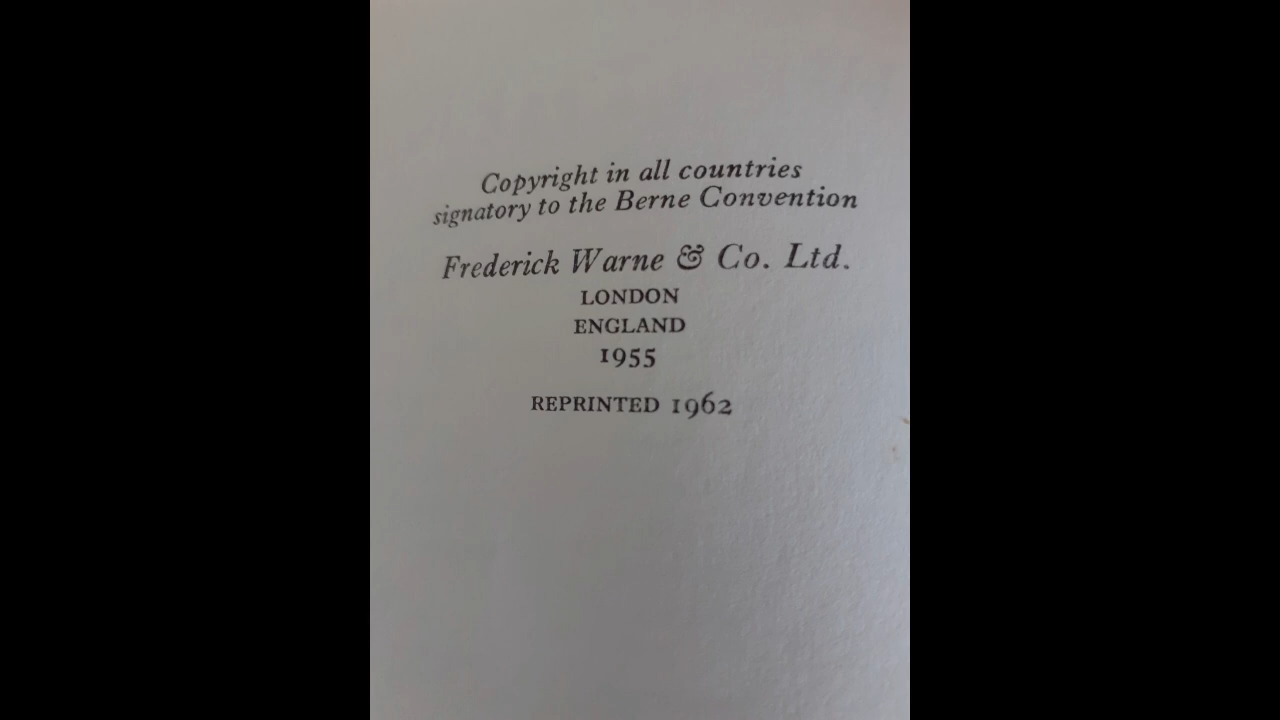 Copyright in all countries
signatory to the Berne Convention
Frederick Warne & Co. Ltd.
LONDON
ENGLAND
1955
REPRINTED 1962